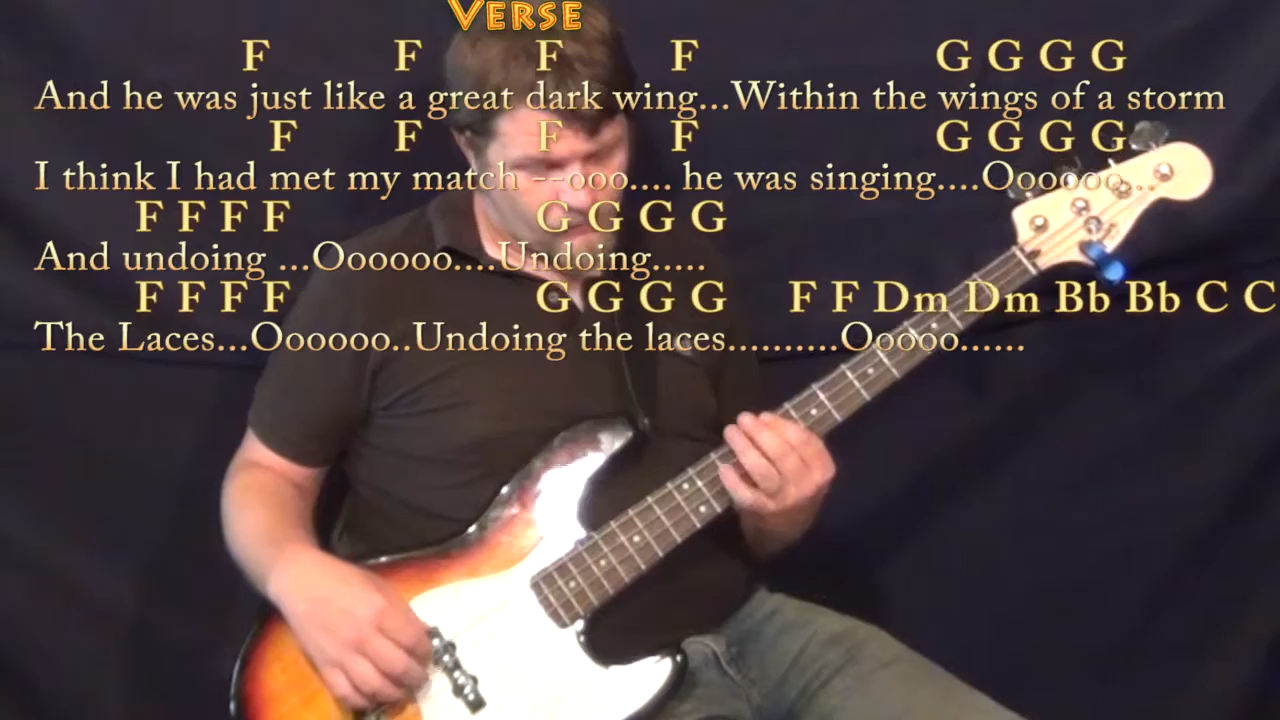 VERSE
F F F F G G G G
And he was just like a great dark wing...Within the wings of a storm
F F F F G G G G
I think I had met my match --ooo.... he was singing....Oooooo...
F F F F G G G G
And undoing ...Oooooo....Undoing.....
F F F F G G G G F F Dm Dm Bb Bb C C
The Laces...Oooooo..Undoing the laces..........Ooooo......